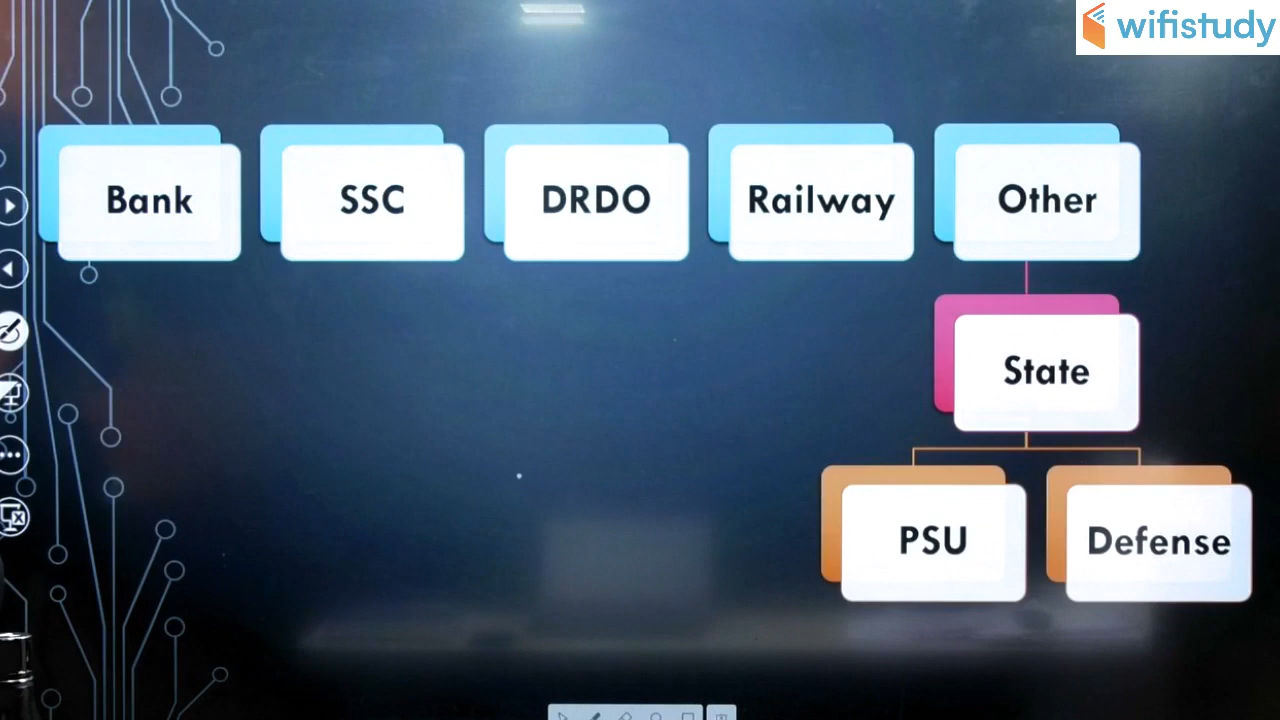 wifistudy
Bank
SSC
DRDO
Railway
Other
State
PSU
Defense